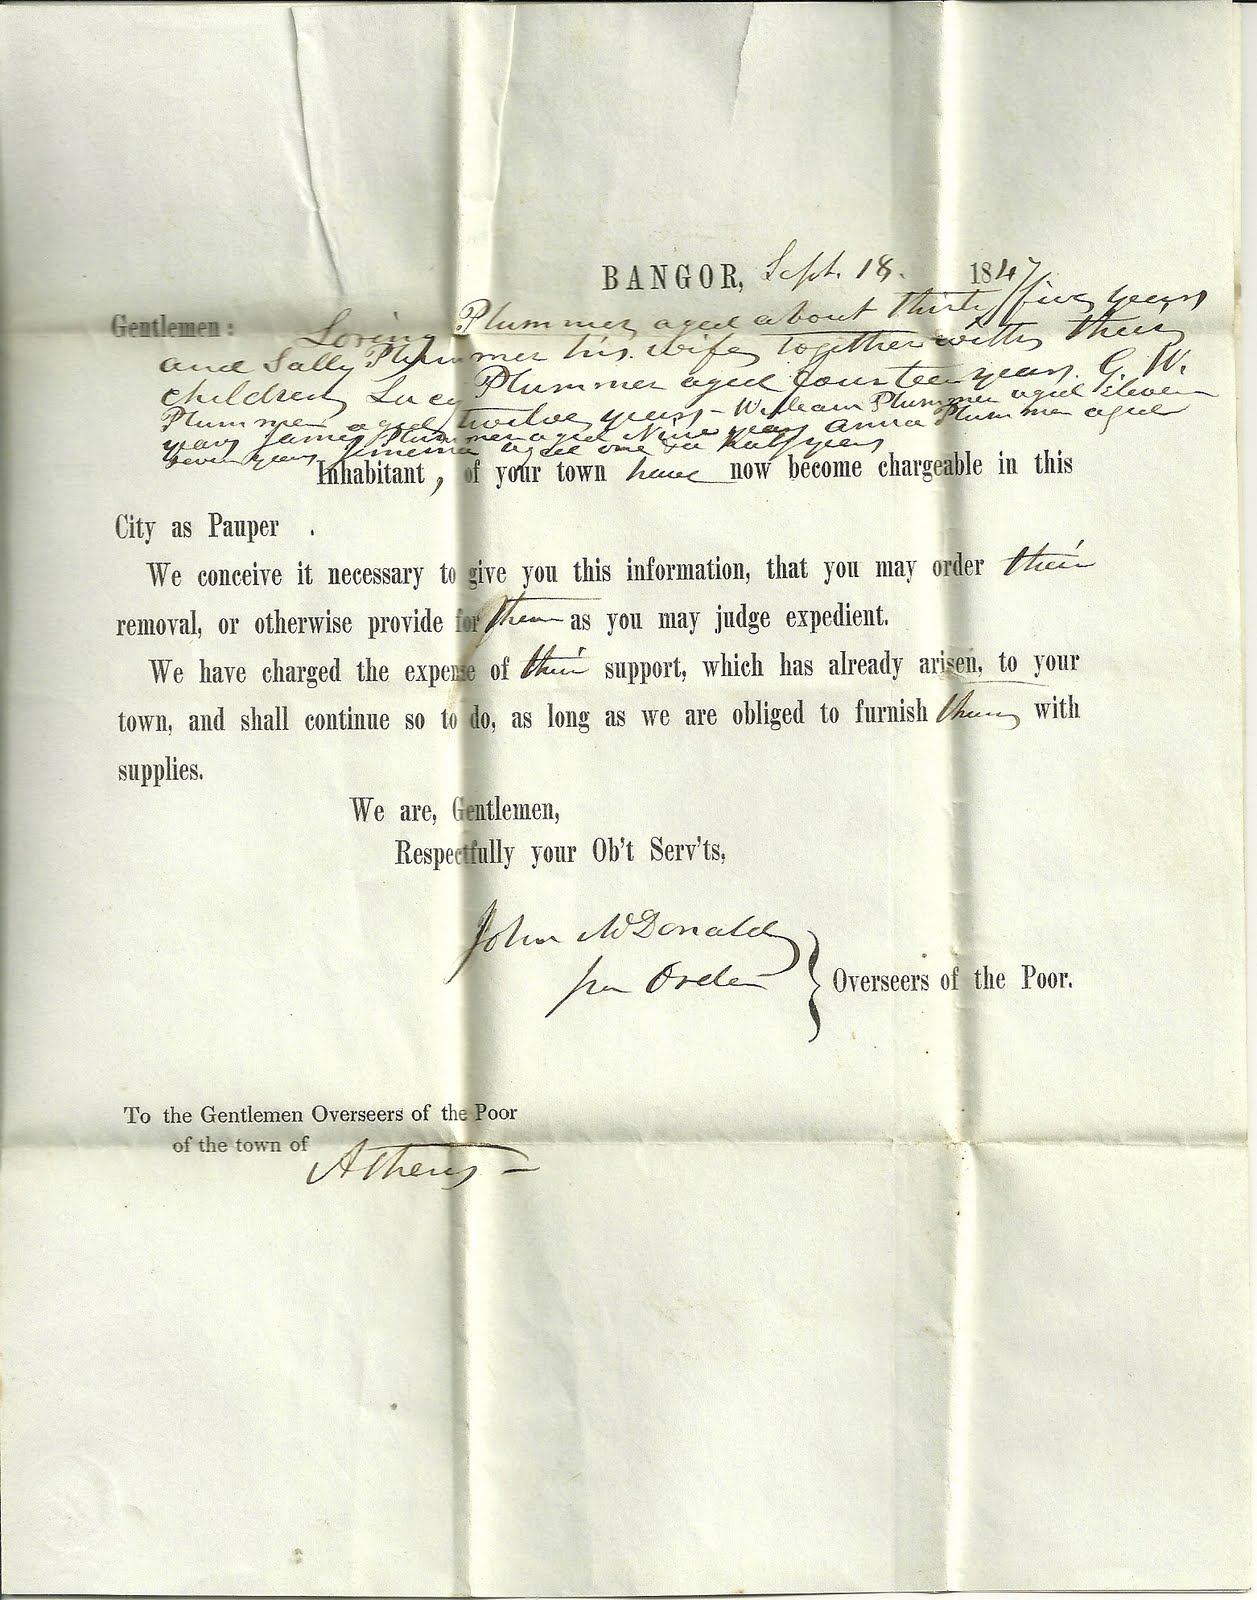 BANGOR, Sept. 18. 1847
Gentlemen: Loring Plummer aged about thirty five years
and Sally Plummer his wife together with their
children Lucy Plummer aged fourteen years. G. W.
Plummer aged twelve years - William Plummer aged eleven
years James Plummer aged Nine years Anna Plummer aged
seven years Jemima aged one & a half years
Inhabitant, of your town have now become chargeable in this
City as Pauper .
We conceive it necessary to give you this information, that you may order their
removal, or otherwise provide for them as you may judge expedient.
We have charged the expense of their support, which has already arisen, to your
town, and shall continue so to do, as long as we are obliged to furnish them with
supplies.
We are, Gentlemen,
Respectfully your Ob't Serv'ts,
John McDonald
per Order } Overseers of the Poor.
To the Gentlemen Overseers of the Poor
of the town of Athens -